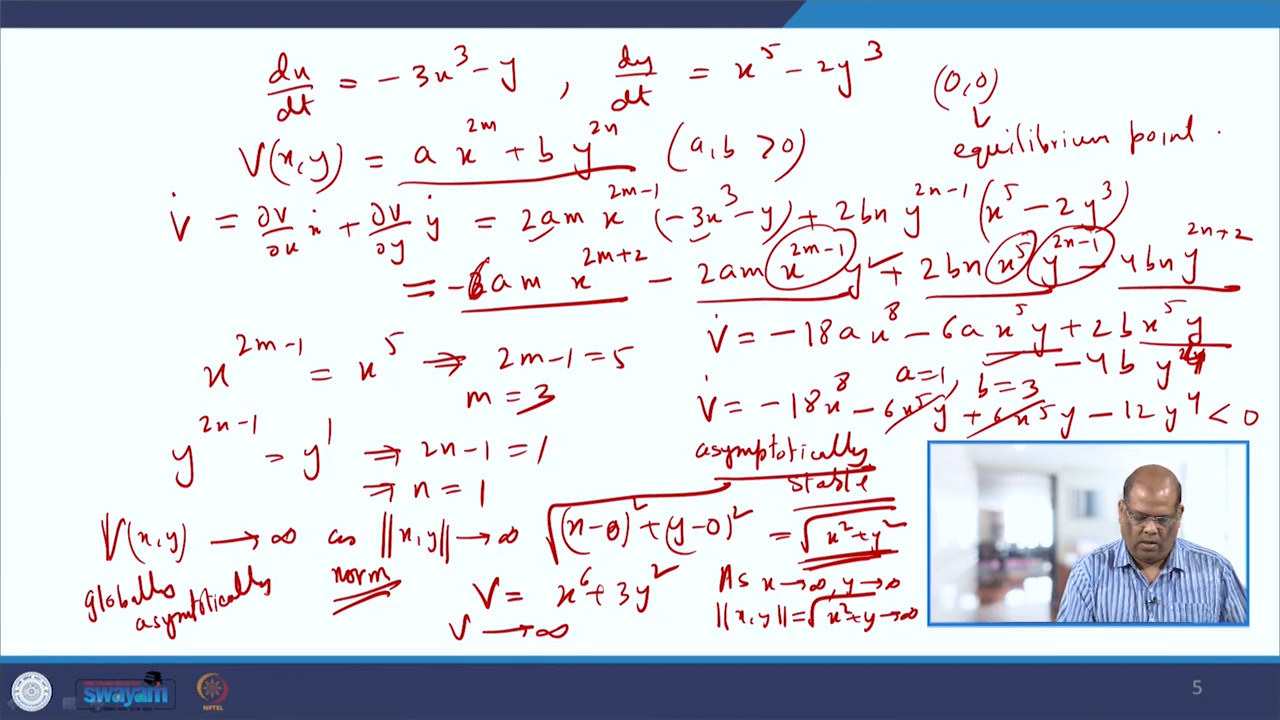 dx/dt = -3x³ - y , dy/dt = x⁵ - 2y³
(0,0)
↓
equilibrium point .
V(x,y) = a x^{2m} + b y^{2n} (a,b > 0)
V̇ = ∂V/∂x ẋ + ∂V/∂y ẏ = 2am x^{2m-1} (-3x³ - y) + 2bn y^{2n-1} (x⁵ - 2y³)
= -6am x^{2m+2} - 2am x^{2m-1} y + 2bn x⁵ y^{2n-1} - 4bn y^{2n+2}
x^{2m-1} = x⁵ ⇒ 2m-1 = 5
m = 3
y^{2n-1} = y¹ ⇒ 2n-1 = 1
⇒ n = 1
V̇ = -18a x⁸ - 6a x⁵y + 2b x⁵y
- 4b y⁴
a=1, b=3
V̇ = -18x⁸ - 6x⁵y + 6x⁵y - 12y⁴ < 0
asymptotically
stable
V(x,y) → ∞ as ||x,y|| → ∞ √(x-0)² + (y-0)² = √x²+y²
globally
asymptotically
norm
V = x⁶ + 3y²
V → ∞
As x → ∞, y → ∞
||x,y|| = √x²+y → ∞
swayam
NPTEL
5